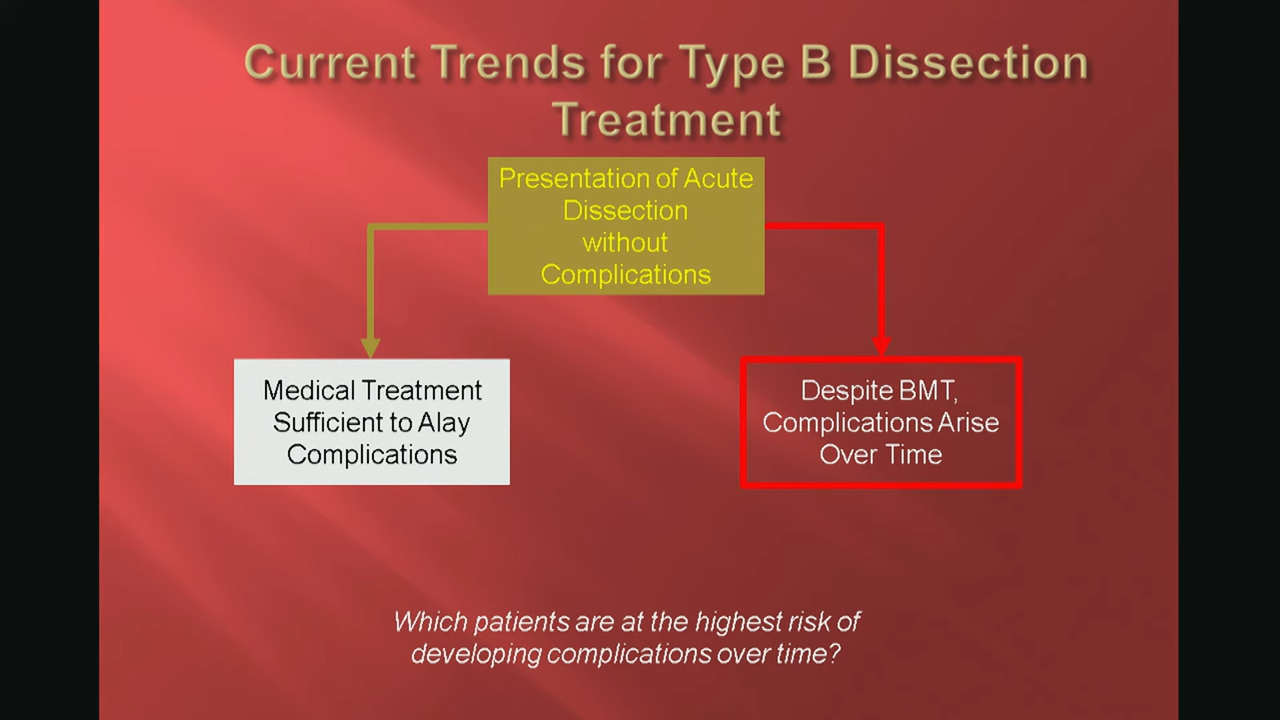 Current Trends for Type B Dissection
Treatment
Presentation of Acute
Dissection
without
Complications
Medical Treatment
Sufficient to Alay
Complications
Despite BMT,
Complications Arise
Over Time
Which patients are at the highest risk of
developing complications over time?